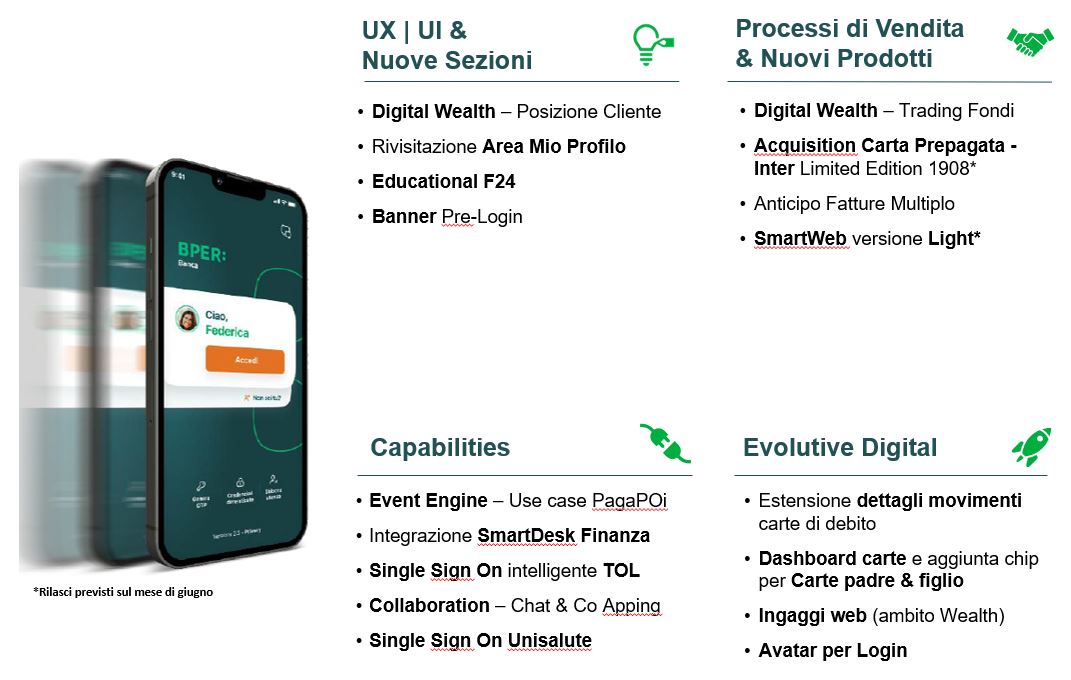 UX | UI &
Nuove Sezioni
• Digital Wealth – Posizione Cliente
• Rivisitazione Area Mio Profilo
• Educational F24
• Banner Pre-Login
Processi di Vendita
& Nuovi Prodotti
• Digital Wealth – Trading Fondi
• Acquisition Carta Prepagata -
Inter Limited Edition 1908*
• Anticipo Fatture Multiplo
• SmartWeb versione Light*
9:41
BPER:
Banca
Ciao,
Federica
Accedi
Non sei tu?
Genera
OTP
Credenziali
dimenticate
Sblocca
utenza
Versione 2.5 - Privacy
*Rilasci previsti sul mese di giugno
Capabilities
• Event Engine – Use case PagaPOi
• Integrazione SmartDesk Finanza
• Single Sign On intelligente TOL
• Collaboration – Chat & Co Apping
• Single Sign On Unisalute
Evolutive Digital
• Estensione dettagli movimenti
carte di debito
• Dashboard carte e aggiunta chip
per Carte padre & figlio
• Ingaggi web (ambito Wealth)
• Avatar per Login